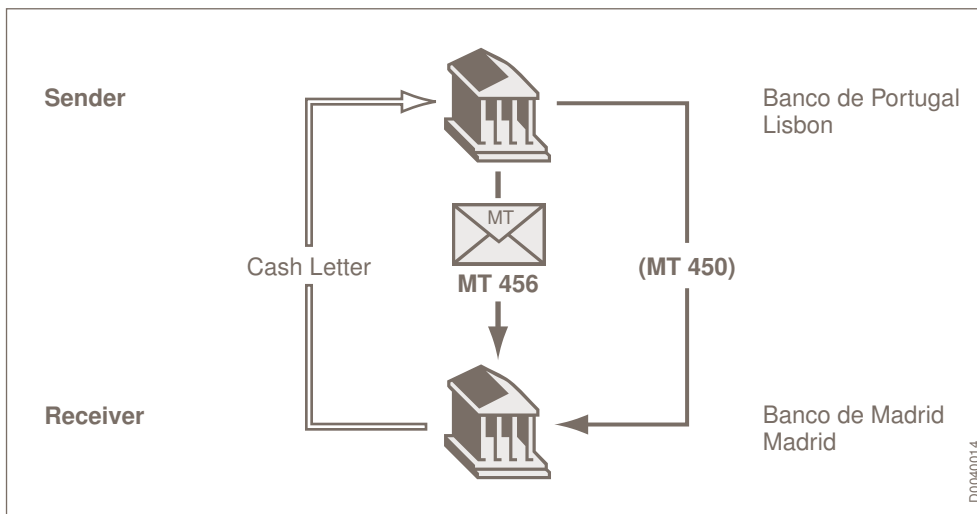 Sender
Banco de Portugal
Lisbon
MT
Cash Letter
MT 456
(MT 450)
Receiver
Banco de Madrid
Madrid
D0040014